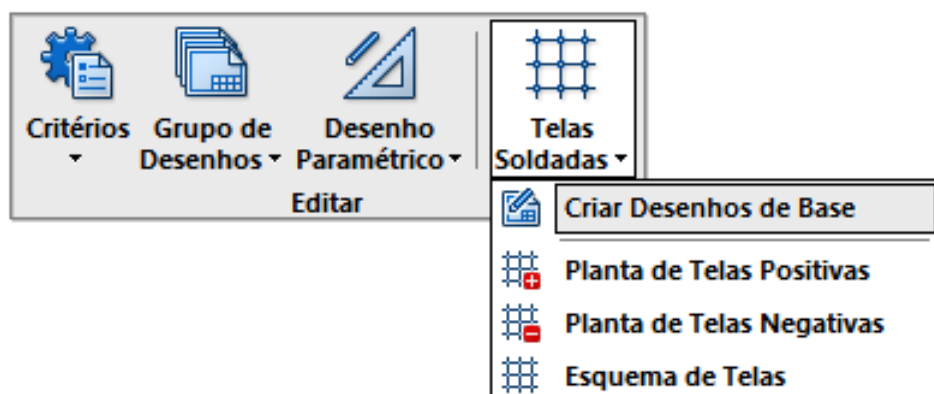 Critérios
Grupo de
Desenhos
Desenho
Paramétrico
Telas
Soldadas
Editar
Criar Desenhos de Base
Planta de Telas Positivas
Planta de Telas Negativas
Esquema de Telas